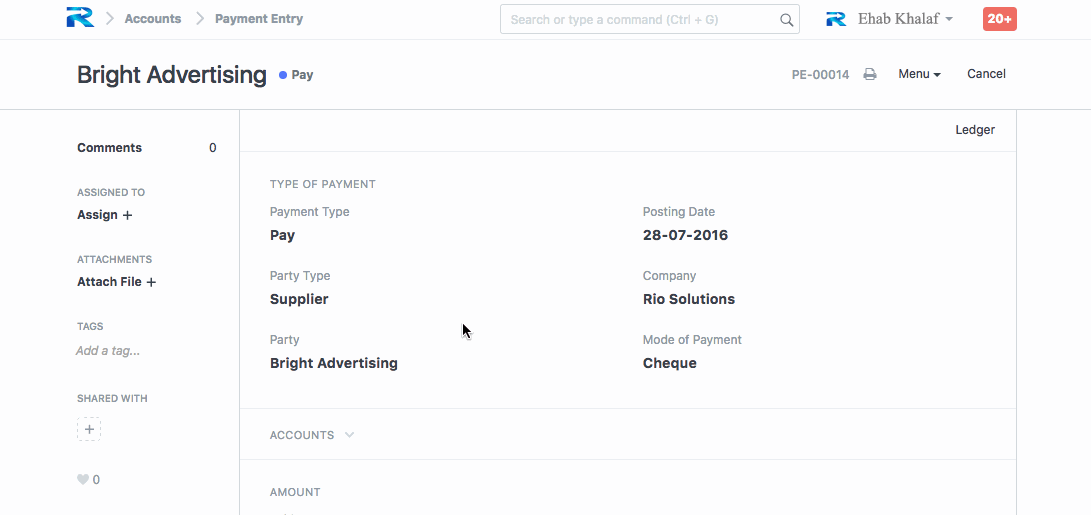 Accounts Payment Entry Search or type a command (Ctrl + G) Ehab Khalaf 20+
Bright Advertising Pay PE-00014 Menu Cancel
Comments 0
ASSIGNED TO
Assign +
ATTACHMENTS
Attach File +
TAGS
Add a tag...
SHARED WITH
+
0
Ledger
TYPE OF PAYMENT
Payment Type
Pay
Party Type
Supplier
Party
Bright Advertising
Posting Date
28-07-2016
Company
Rio Solutions
Mode of Payment
Cheque
ACCOUNTS
AMOUNT